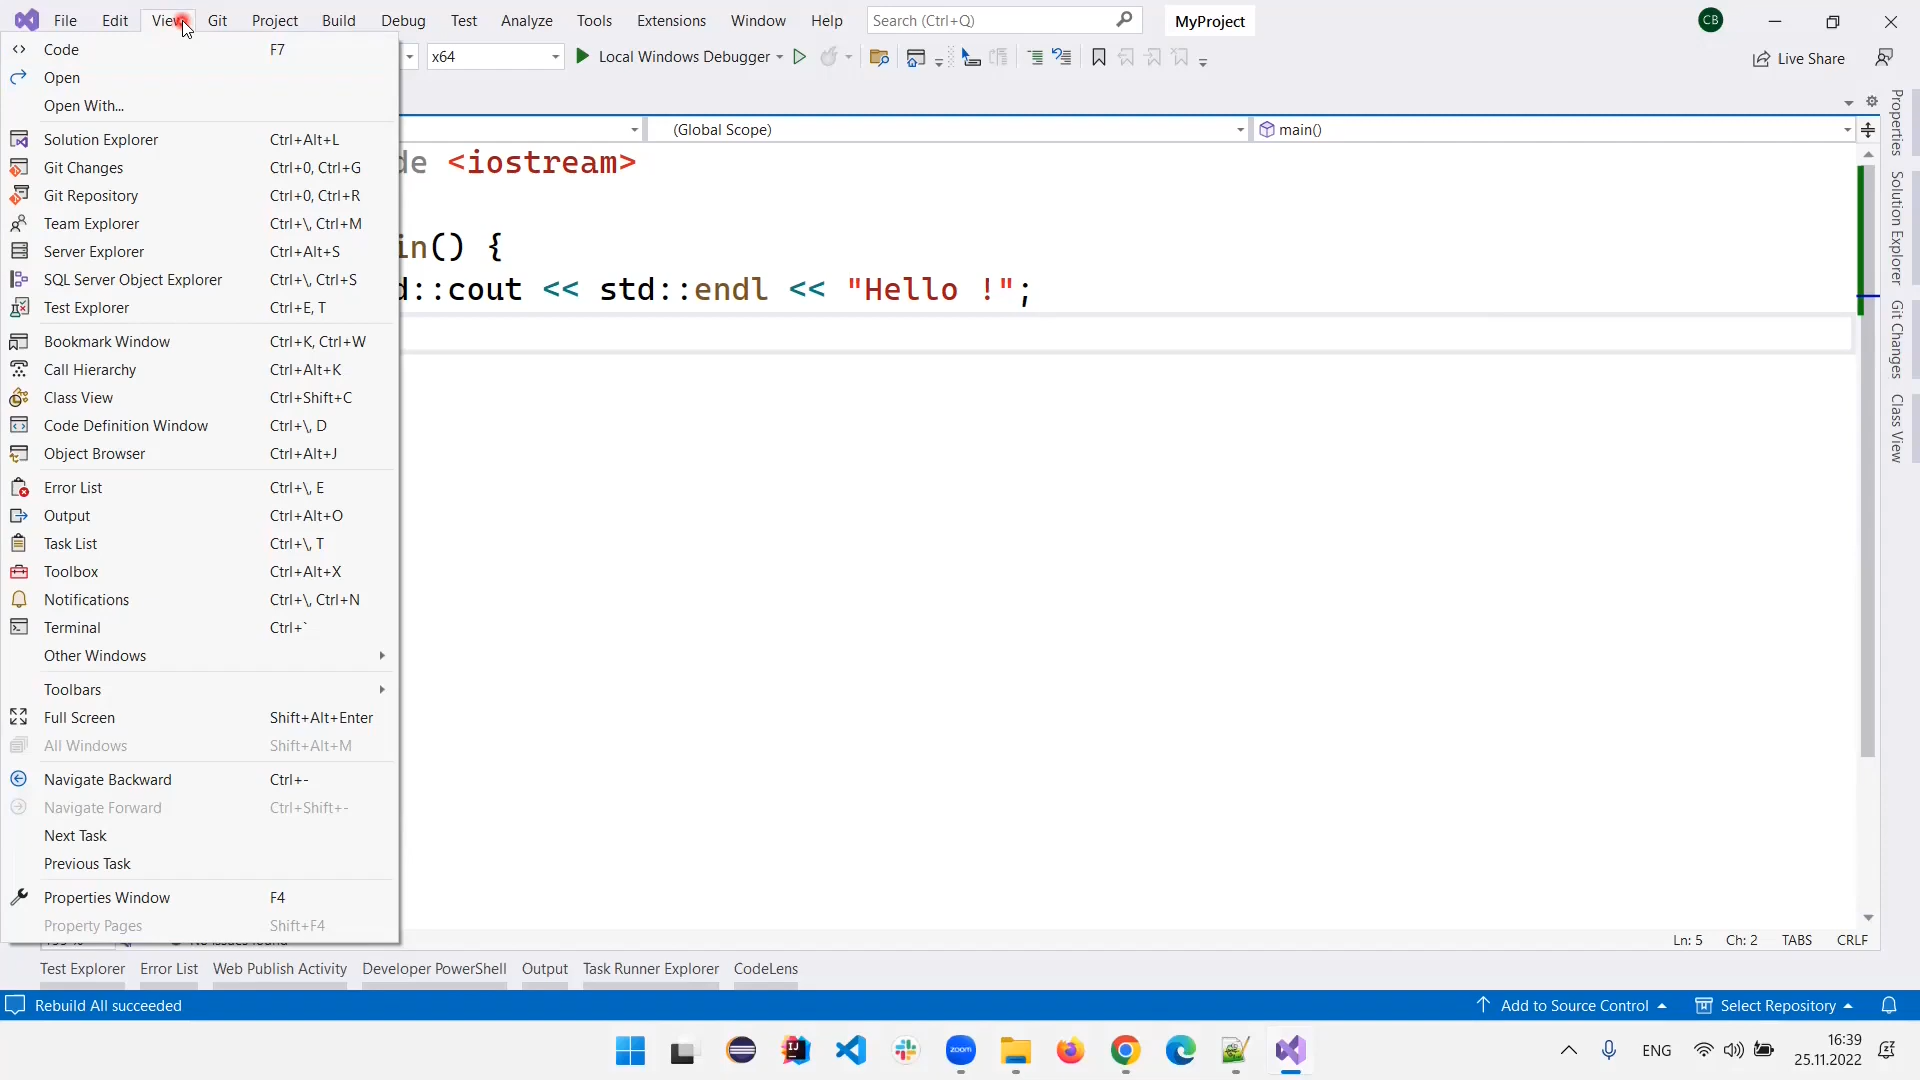 File Edit View Git Project Build Debug Test Analyze Tools Extensions Window Help Search (Ctrl+Q) MyProject CB
x64 Local Windows Debugger Live Share
Code F7
Open
Open With...
Solution Explorer Ctrl+Alt+L
Git Changes Ctrl+0, Ctrl+G
Git Repository Ctrl+0, Ctrl+R
Team Explorer Ctrl+\, Ctrl+M
Server Explorer Ctrl+Alt+S
SQL Server Object Explorer Ctrl+\, Ctrl+S
Test Explorer Ctrl+E, T
Bookmark Window Ctrl+K, Ctrl+W
Call Hierarchy Ctrl+Alt+K
Class View Ctrl+Shift+C
Code Definition Window Ctrl+\, D
Object Browser Ctrl+Alt+J
Error List Ctrl+\, E
Output Ctrl+Alt+O
Task List Ctrl+\, T
Toolbox Ctrl+Alt+X
Notifications Ctrl+\, Ctrl+N
Terminal Ctrl+`
Other Windows
Toolbars
Full Screen Shift+Alt+Enter
All Windows Shift+Alt+M
Navigate Backward Ctrl+-
Navigate Forward Ctrl+Shift+-
Next Task
Previous Task
Properties Window F4
Property Pages Shift+F4
(Global Scope) main()
de <iostream>
in() {
d::cout << std::endl << "Hello !";
Properties
Solution Explorer
Git Changes
Class View
Ln: 5 Ch: 2 TABS CRLF
Test Explorer Error List Web Publish Activity Developer PowerShell Output Task Runner Explorer CodeLens
Rebuild All succeeded Add to Source Control Select Repository
zoom ENG 16:39
25.11.2022